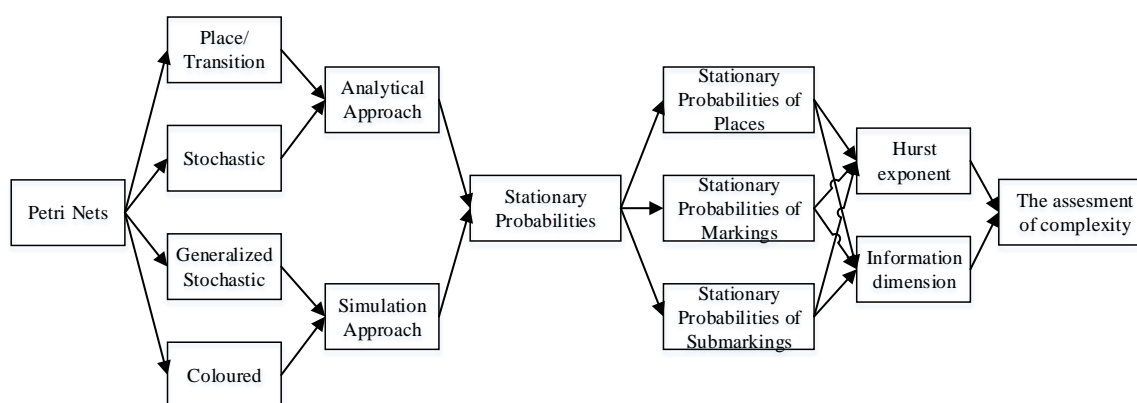 Petri Nets
Place/
Transition
Stochastic
Generalized
Stochastic
Coloured
Analytical
Approach
Simulation
Approach
Stationary
Probabilities
Stationary
Probabilities of
Places
Stationary
Probabilities of
Markings
Stationary
Probabilities of
Submarkings
Hurst
exponent
Information
dimension
The assesment
of complexity